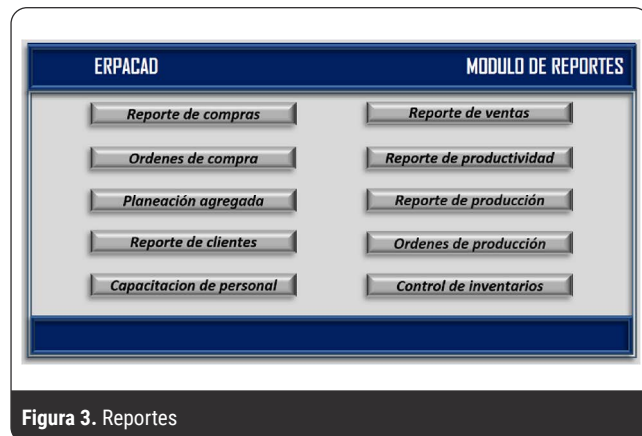 ERPACAD MODULO DE REPORTES
Reporte de compras Reporte de ventas
Ordenes de compra Reporte de productividad
Planeación agregada Reporte de producción
Reporte de clientes Ordenes de producción
Capacitacion de personal Control de inventarios
Figura 3. Reportes